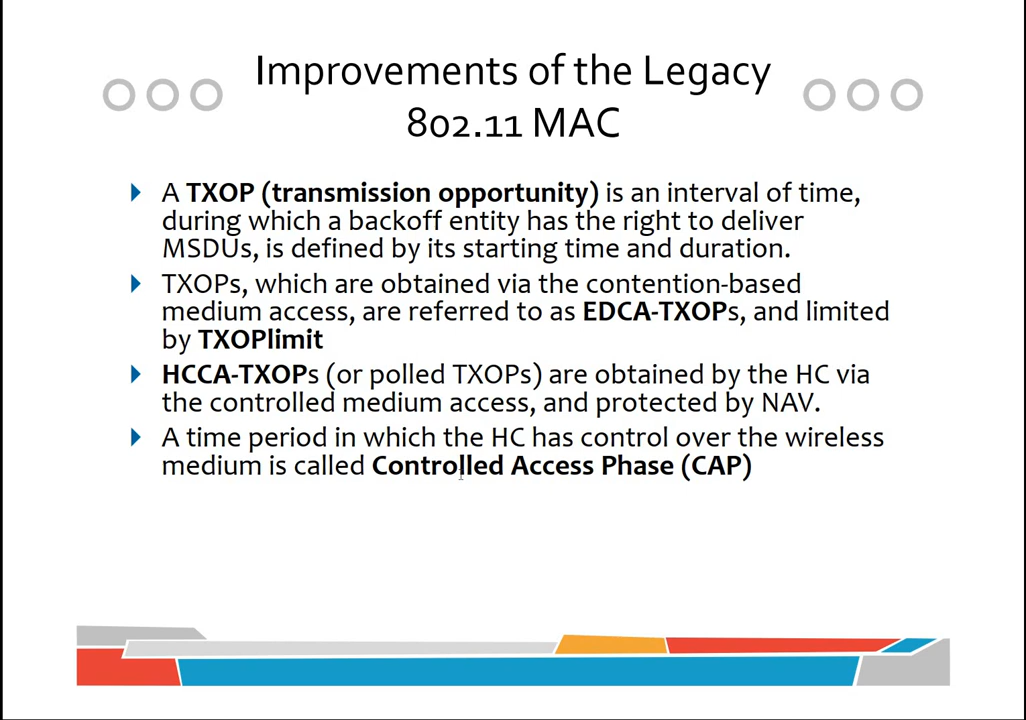 Improvements of the Legacy
802.11 MAC
A TXOP (transmission opportunity) is an interval of time,
during which a backoff entity has the right to deliver
MSDUs, is defined by its starting time and duration.
TXOPs, which are obtained via the contention-based
medium access, are referred to as EDCA-TXOPs, and limited
by TXOPlimit
HCCA-TXOPs (or polled TXOPs) are obtained by the HC via
the controlled medium access, and protected by NAV.
A time period in which the HC has control over the wireless
medium is called Controlled Access Phase (CAP)